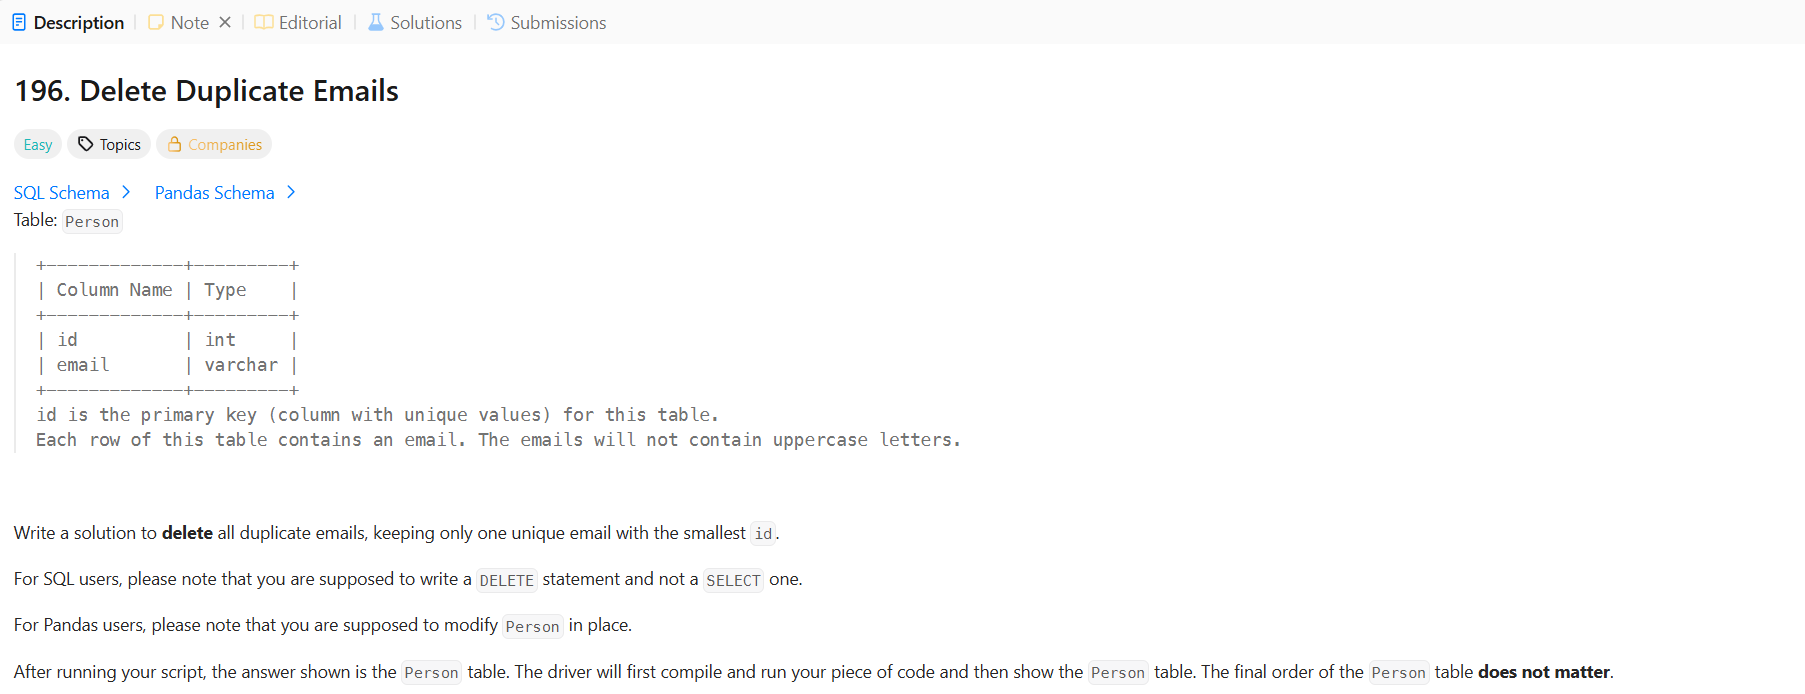 Description Note Editorial Solutions Submissions
196. Delete Duplicate Emails
Easy Topics Companies
SQL Schema Pandas Schema
Table: Person
+-------------+---------+
| Column Name | Type    |
+-------------+---------+
| id          | int     |
| email       | varchar |
+-------------+---------+
id is the primary key (column with unique values) for this table.
Each row of this table contains an email. The emails will not contain uppercase letters.
Write a solution to delete all duplicate emails, keeping only one unique email with the smallest id.
For SQL users, please note that you are supposed to write a DELETE statement and not a SELECT one.
For Pandas users, please note that you are supposed to modify Person in place.
After running your script, the answer shown is the Person table. The driver will first compile and run your piece of code and then show the Person table. The final order of the Person table does not matter.